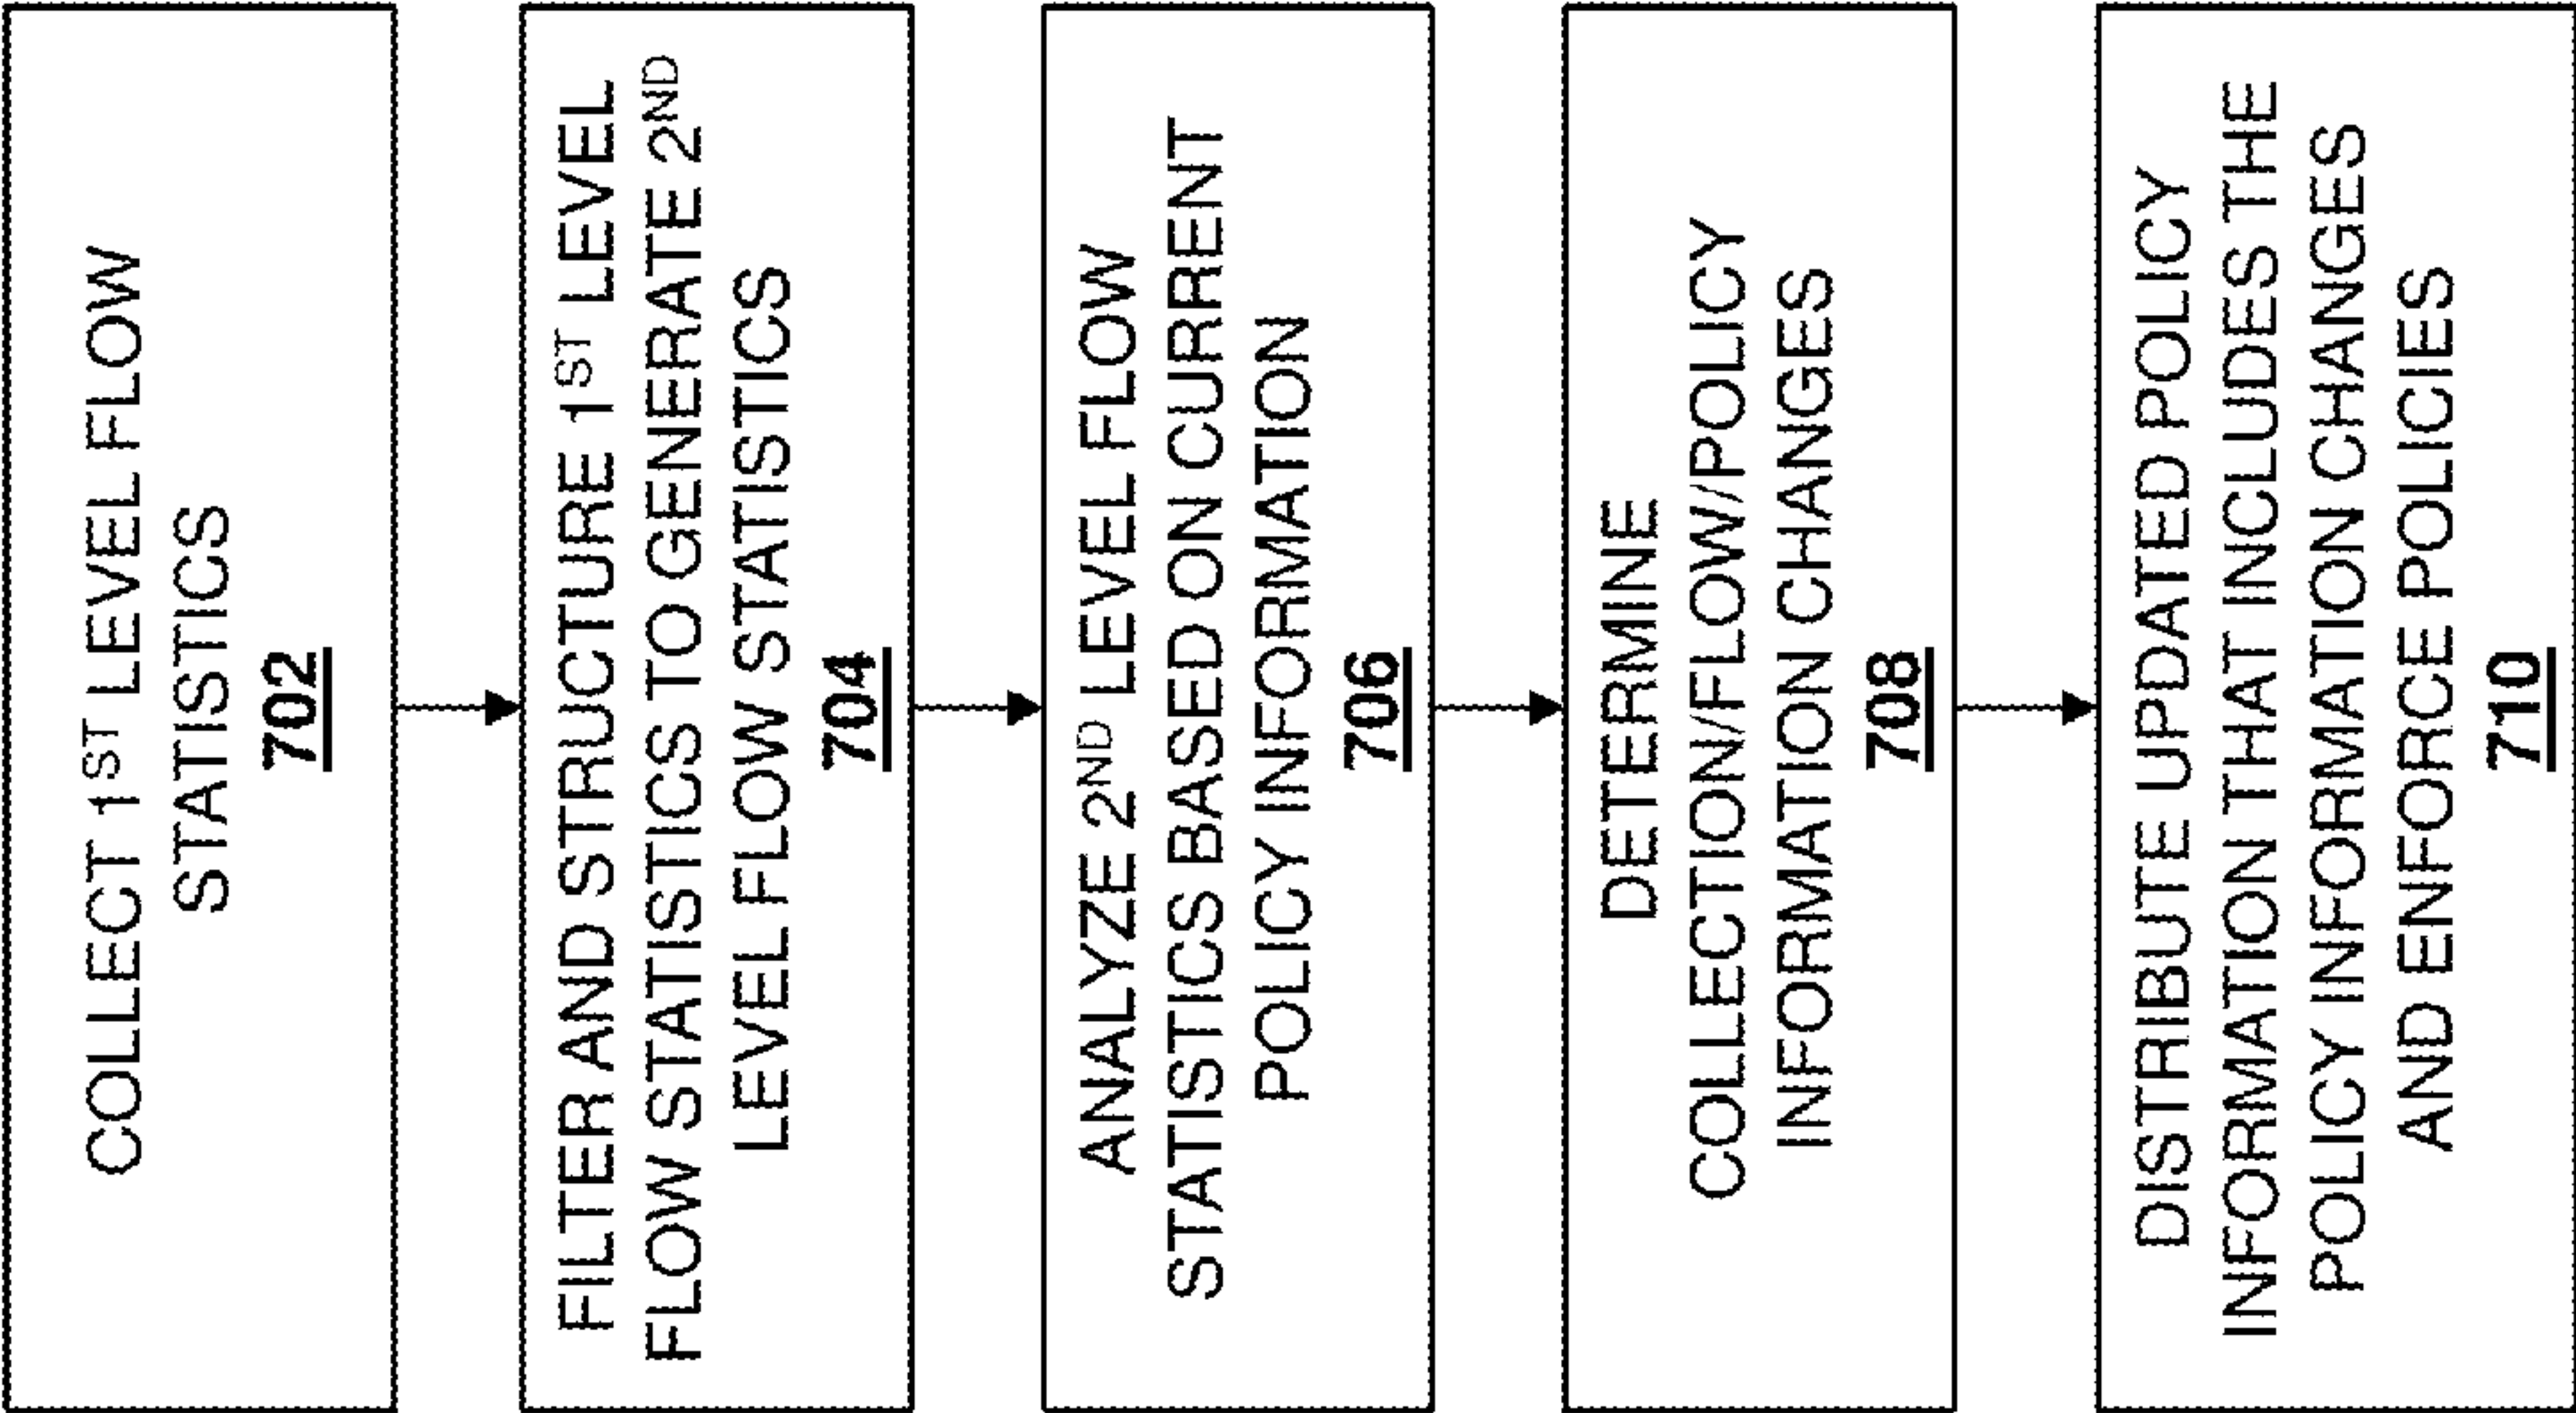 COLLECT 1ST LEVEL FLOW
STATISTICS
702
FILTER AND STRUCTURE 1ST LEVEL
FLOW STATISTICS TO GENERATE 2ND
LEVEL FLOW STATISTICS
704
ANALYZE 2ND LEVEL FLOW
STATISTICS BASED ON CURRENT
POLICY INFORMATION
706
DETERMINE
COLLECTION/FLOW/POLICY
INFORMATION CHANGES
708
DISTRIBUTE UPDATED POLICY
INFORMATION THAT INCLUDES THE
POLICY INFORMATION CHANGES
AND ENFORCE POLICIES
710